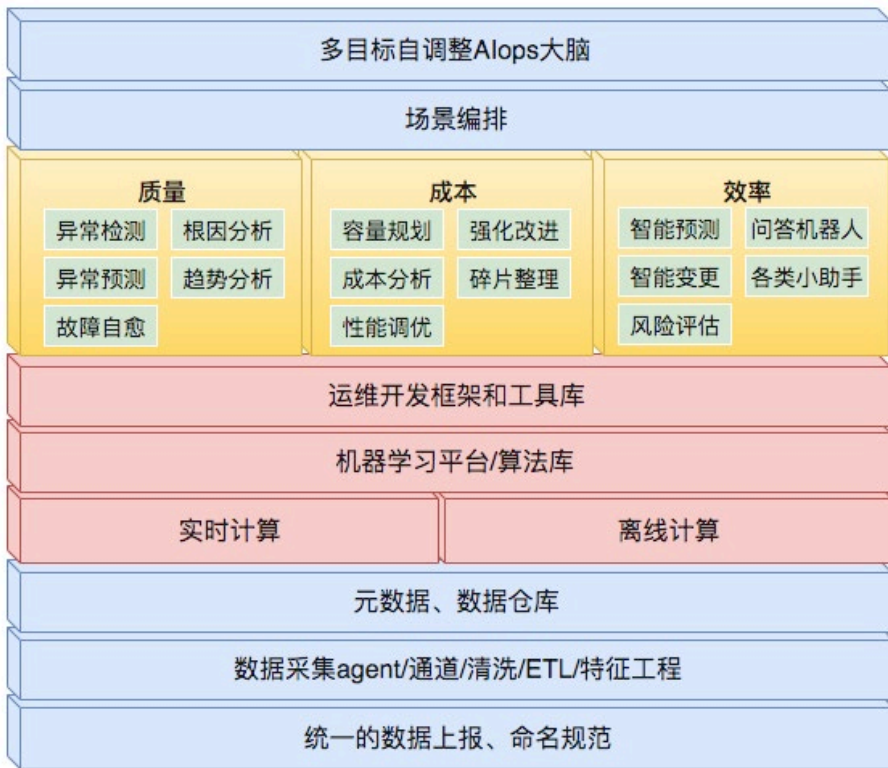 多目标自调整AIops大脑
场景编排
质量
异常检测 根因分析
异常预测 趋势分析
故障自愈
成本
容量规划 强化改进
成本分析 碎片整理
性能调优
效率
智能预测 问答机器人
智能变更 各类小助手
风险评估
运维开发框架和工具库
机器学习平台/算法库
实时计算 离线计算
元数据、数据仓库
数据采集agent/通道/清洗/ETL/特征工程
统一的数据上报、命名规范